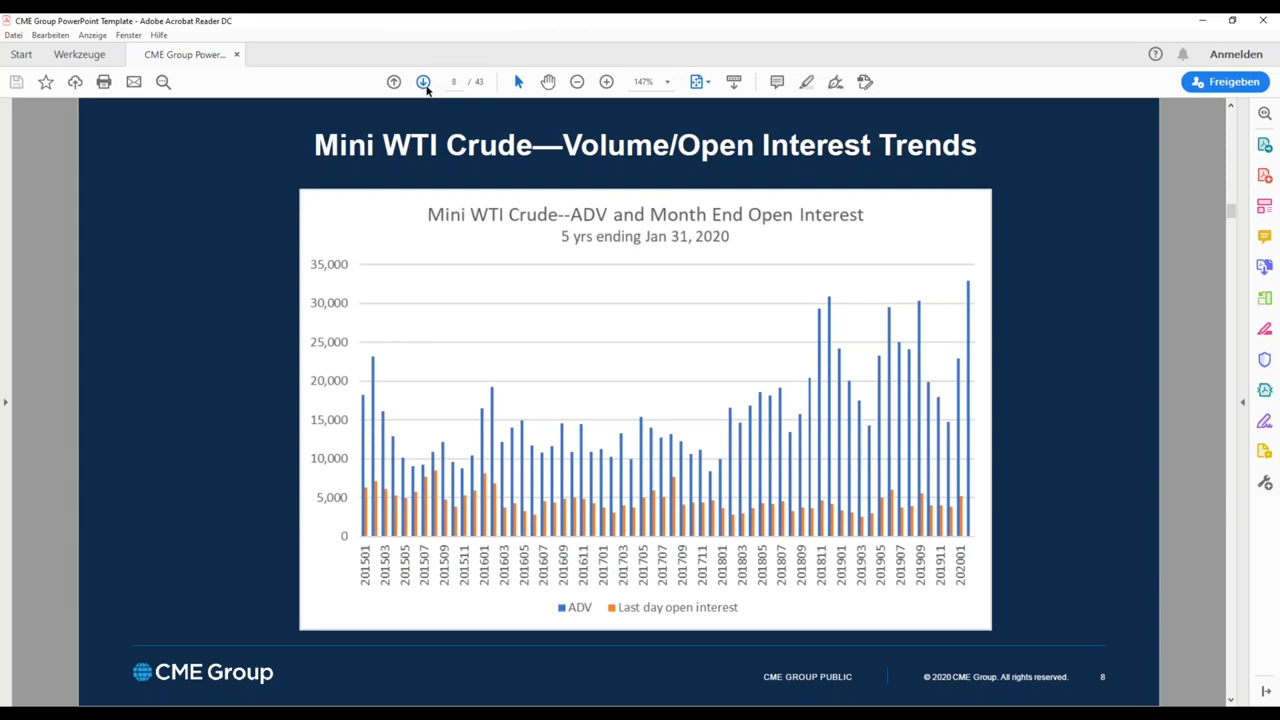 CME Group PowerPoint Template - Adobe Acrobat Reader DC
Datei Bearbeiten Anzeige Fenster Hilfe
Start Werkzeuge CME Group Power... × Anmelden
8 / 43 147% Freigeben
Mini WTI Crude—Volume/Open Interest Trends
Mini WTI Crude--ADV and Month End Open Interest
5 yrs ending Jan 31, 2020
35,000
30,000
25,000
20,000
15,000
10,000
5,000
0
201501 201503 201505 201507 201509 201511 201601 201603 201605 201607 201609 201611 201701 201703 201705 201707 201709 201711 201801 201803 201805 201807 201809 201811 201901 201903 201905 201907 201909 201911 202001
ADV Last day open interest
CME Group
CME GROUP PUBLIC © 2020 CME Group. All rights reserved. 8